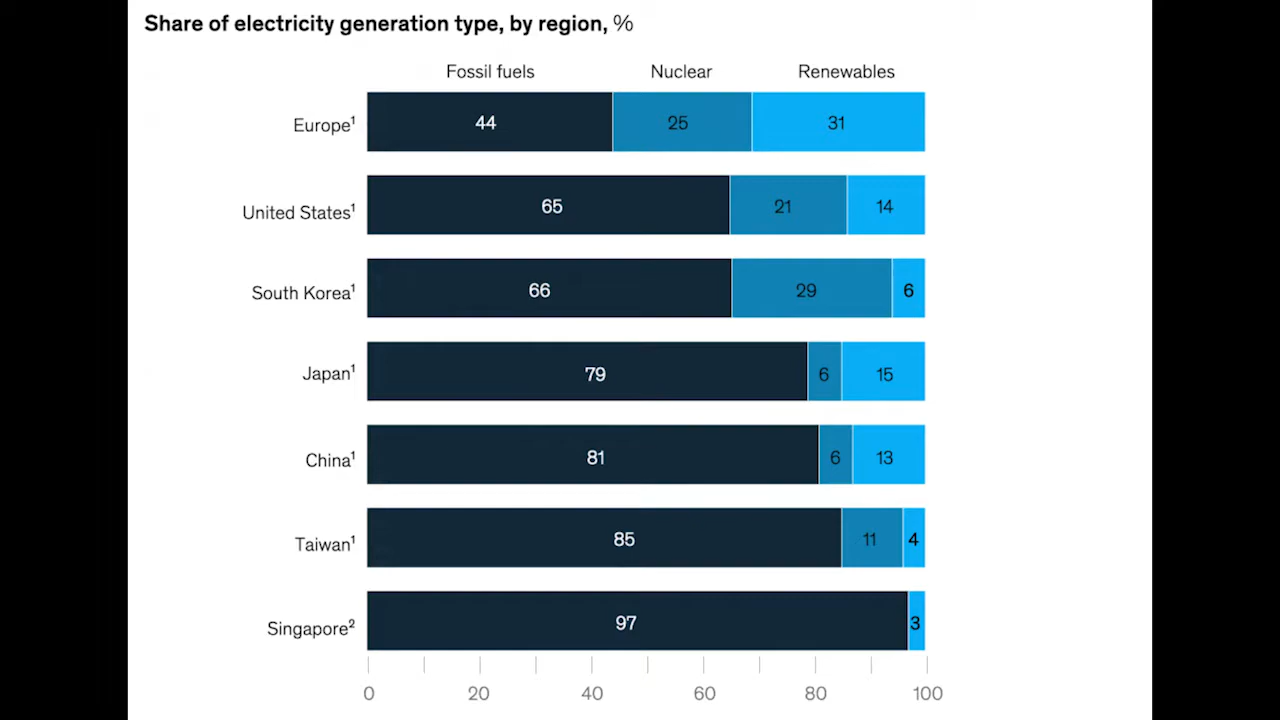 Share of electricity generation type, by region, %
Fossil fuels Nuclear Renewables
Europe¹ 44 25 31
United States¹ 65 21 14
South Korea¹ 66 29 6
Japan¹ 79 6 15
China¹ 81 6 13
Taiwan¹ 85 11 4
Singapore² 97 3
0 20 40 60 80 100